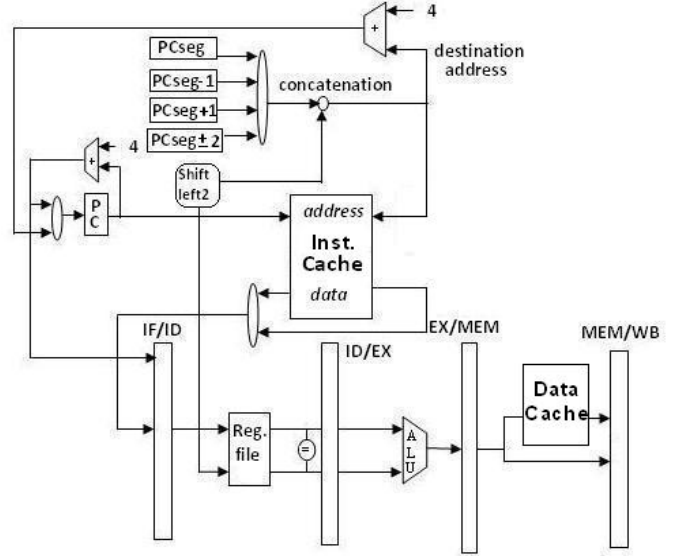 4
+
destination
address
PCseg
PCseg-1
PCseg+1
PCseg±2
concatenation
4
+
Shift
left2
P
C
address
Inst.
Cache
data
IF/ID
ID/EX
EX/MEM
MEM/WB
Reg.
file
=
A
L
U
Data
Cache